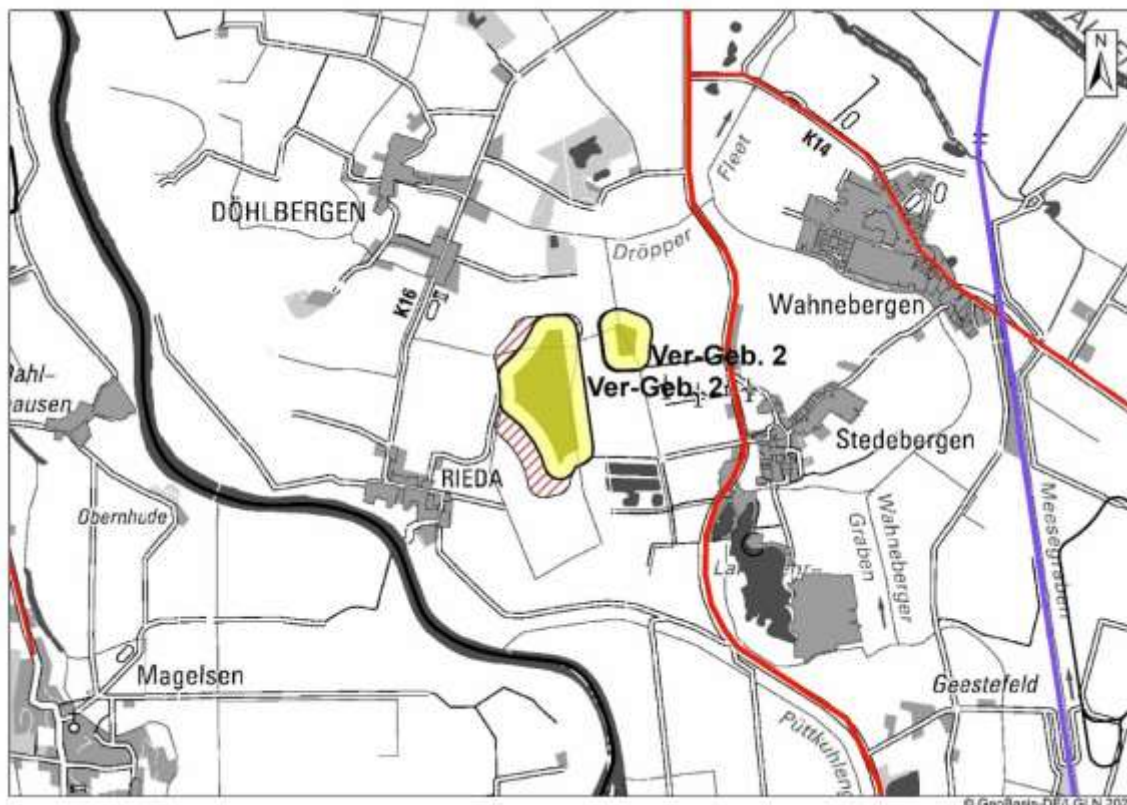 N
K14
Fleet
DÖHLBERGEN
Dröpper
K16
Wahnebergen
Ver-Geb. 2
Ver-Geb. 2
Stedebergen
RIEDA
Obernhude
Wahneberger
Graben
Meesegraben
Magelsen
Geestefeld